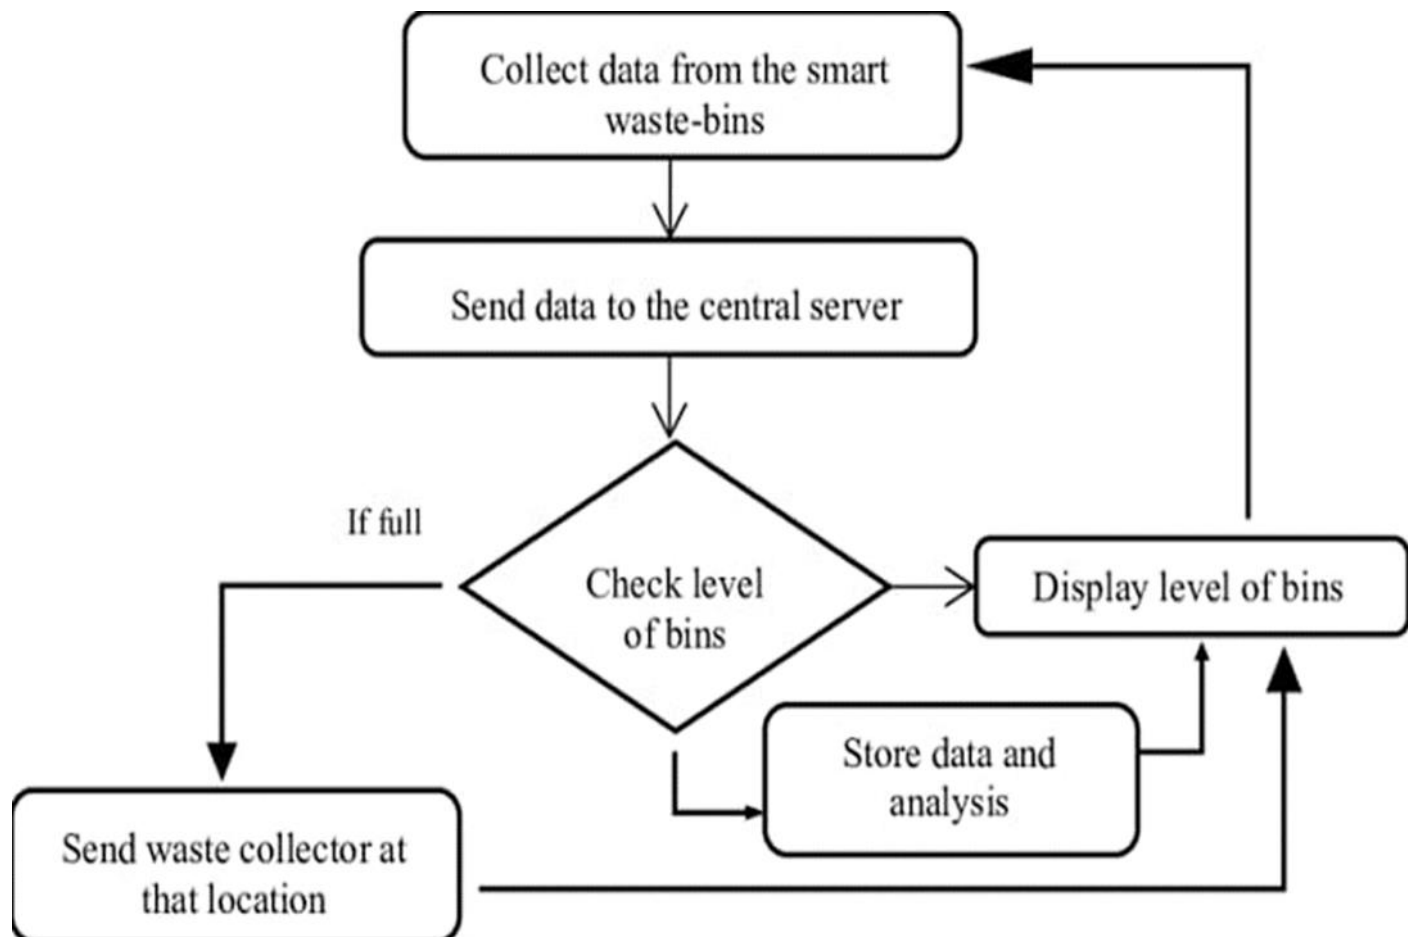 Collect data from the smart
waste-bins
Send data to the central server
If full
Check level
of bins
Display level of bins
Store data and
analysis
Send waste collector at
that location